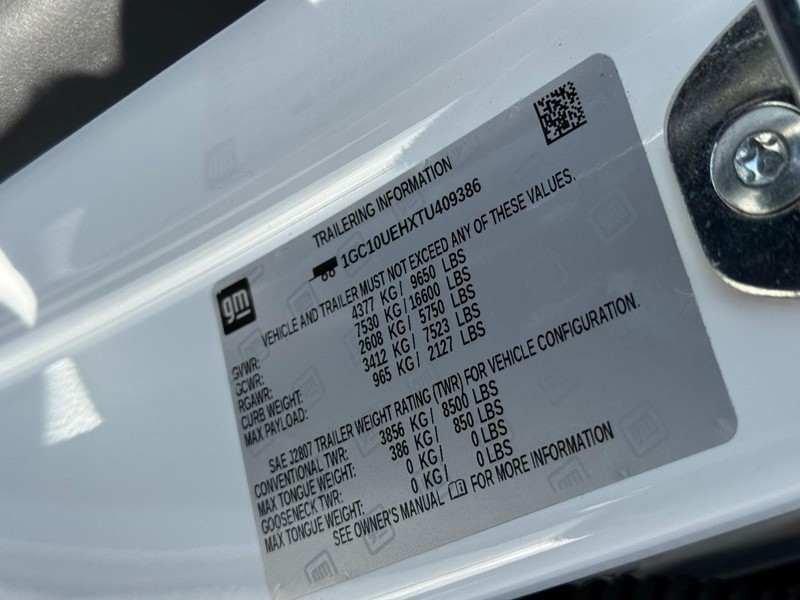 TRAILERING INFORMATION
1GC10UEHXTU409386
gm
VEHICLE AND TRAILER MUST NOT EXCEED ANY OF THESE VALUES.
GVWR: 4377 KG / 9650 LBS
GCWR: 7530 KG / 16600 LBS
RGAWR: 2608 KG / 5750 LBS
CURB WEIGHT: 3412 KG / 7523 LBS
MAX PAYLOAD: 965 KG / 2127 LBS
SAE J2807 TRAILER WEIGHT RATING (TWR) FOR VEHICLE CONFIGURATION.
CONVENTIONAL TWR: 3856 KG / 8500 LBS
MAX TONGUE WEIGHT: 386 KG / 850 LBS
GOOSENECK TWR: 0 KG / 0 LBS
MAX TONGUE WEIGHT: 0 KG / 0 LBS
SEE OWNER'S MANUAL FOR MORE INFORMATION